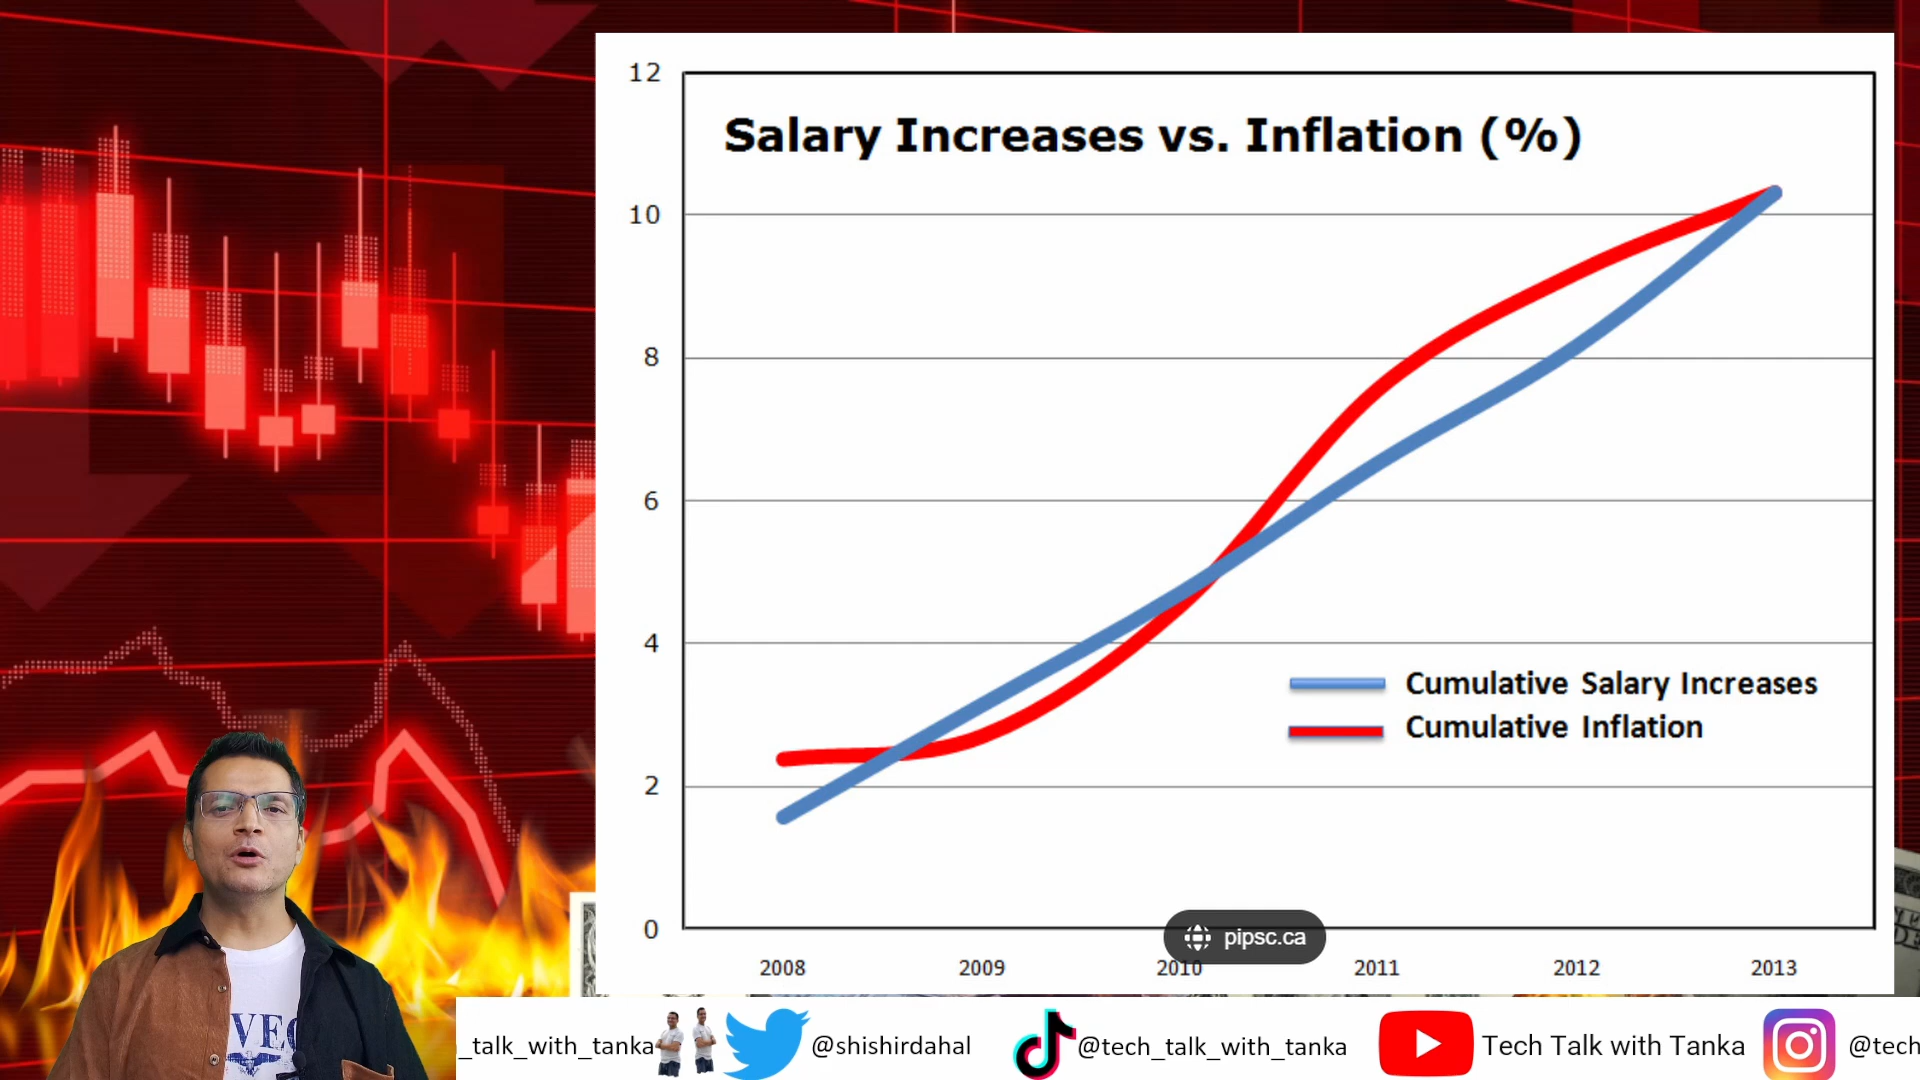 Salary Increases vs. Inflation (%)
12
10
8
6
4
2
0
Cumulative Salary Increases
Cumulative Inflation
pipsc.ca
2008 2009 2010 2011 2012 2013
_talk_with_tanka @shishirdahal @tech_talk_with_tanka Tech Talk with Tanka @tech